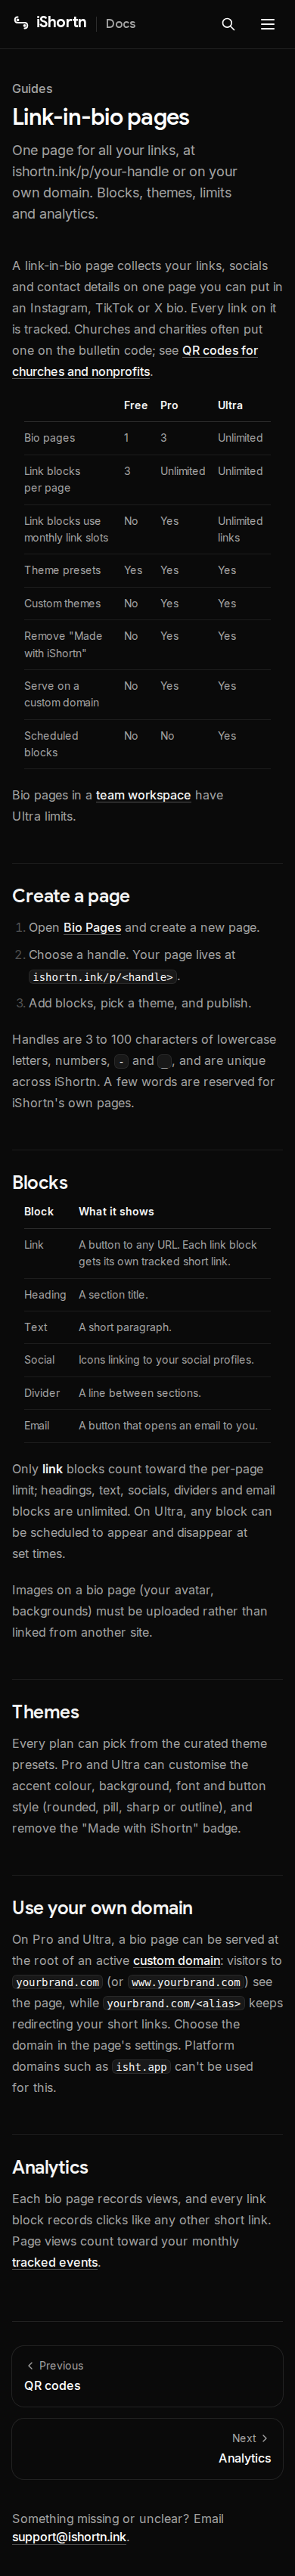 iShortn Docs
Guides
Link-in-bio pages
One page for all your links, at
ishortn.ink/p/your-handle or on your
own domain. Blocks, themes, limits
and analytics.
A link-in-bio page collects your links, socials
and contact details on one page you can put in
an Instagram, TikTok or X bio. Every link on it
is tracked. Churches and charities often put
one on the bulletin code; see QR codes for
churches and nonprofits.
Free Pro Ultra
Bio pages 1 3 Unlimited
Link blocks
per page 3 Unlimited Unlimited
Link blocks use
monthly link slots No Yes Unlimited
links
Theme presets Yes Yes Yes
Custom themes No Yes Yes
Remove "Made
with iShortn" No Yes Yes
Serve on a
custom domain No Yes Yes
Scheduled
blocks No No Yes
Bio pages in a team workspace have
Ultra limits.
Create a page
1. Open Bio Pages and create a new page.
2. Choose a handle. Your page lives at
ishortn.ink/p/<handle>.
3. Add blocks, pick a theme, and publish.
Handles are 3 to 100 characters of lowercase
letters, numbers, - and _, and are unique
across iShortn. A few words are reserved for
iShortn's own pages.
Blocks
Block What it shows
Link A button to any URL. Each link block
gets its own tracked short link.
Heading A section title.
Text A short paragraph.
Social Icons linking to your social profiles.
Divider A line between sections.
Email A button that opens an email to you.
Only link blocks count toward the per-page
limit; headings, text, socials, dividers and email
blocks are unlimited. On Ultra, any block can
be scheduled to appear and disappear at
set times.
Images on a bio page (your avatar,
backgrounds) must be uploaded rather than
linked from another site.
Themes
Every plan can pick from the curated theme
presets. Pro and Ultra can customise the
accent colour, background, font and button
style (rounded, pill, sharp or outline), and
remove the "Made with iShortn" badge.
Use your own domain
On Pro and Ultra, a bio page can be served at
the root of an active custom domain: visitors to
yourbrand.com (or www.yourbrand.com) see
the page, while yourbrand.com/<alias> keeps
redirecting your short links. Choose the
domain in the page's settings. Platform
domains such as isht.app can't be used
for this.
Analytics
Each bio page records views, and every link
block records clicks like any other short link.
Page views count toward your monthly
tracked events.
Previous
QR codes
Next
Analytics
Something missing or unclear? Email
support@ishortn.ink.